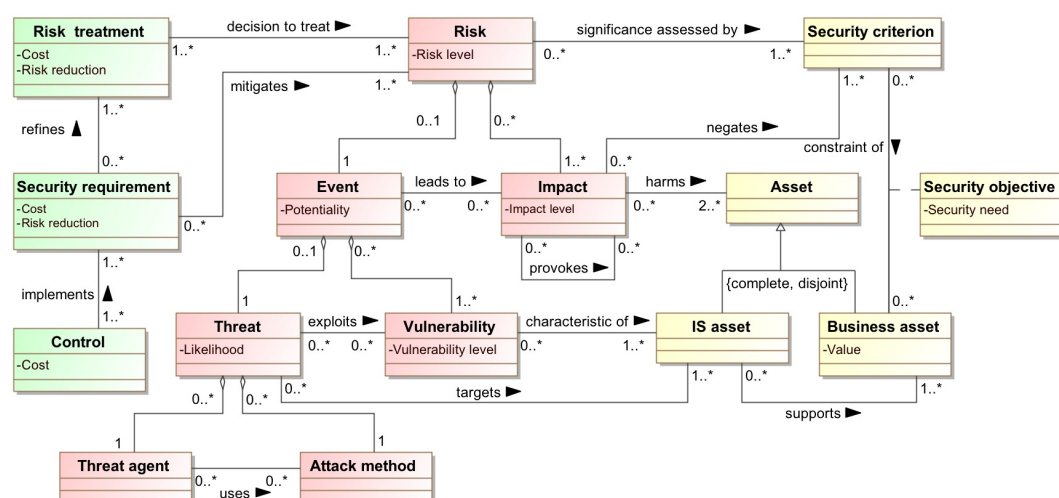 Risk treatment
-Cost
-Risk reduction
decision to treat
1..*
1..*
Risk
-Risk level
significance assessed by
0..*
1..*
Security criterion
mitigates
1..*
1..*
refines
0..*
0..1
0..*
1
1..*
negates
0..*
1..*
0..*
constraint of
Security requirement
-Cost
-Risk reduction
0..*
Event
-Potentiality
leads to
0..*
0..*
Impact
-Impact level
harms
0..*
2..*
Asset
Security objective
-Security need
0..*
0..*
provokes
1..*
implements
1..*
0..1
0..*
1
1..*
{complete, disjoint}
0..*
Control
-Cost
Threat
-Likelihood
exploits
0..*
0..*
Vulnerability
-Vulnerability level
characteristic of
0..*
1..*
IS asset
Business asset
-Value
0..*
targets
1..*
0..*
supports
1..*
0..*
0..*
1
1
Threat agent
0..*
uses
0..*
Attack method